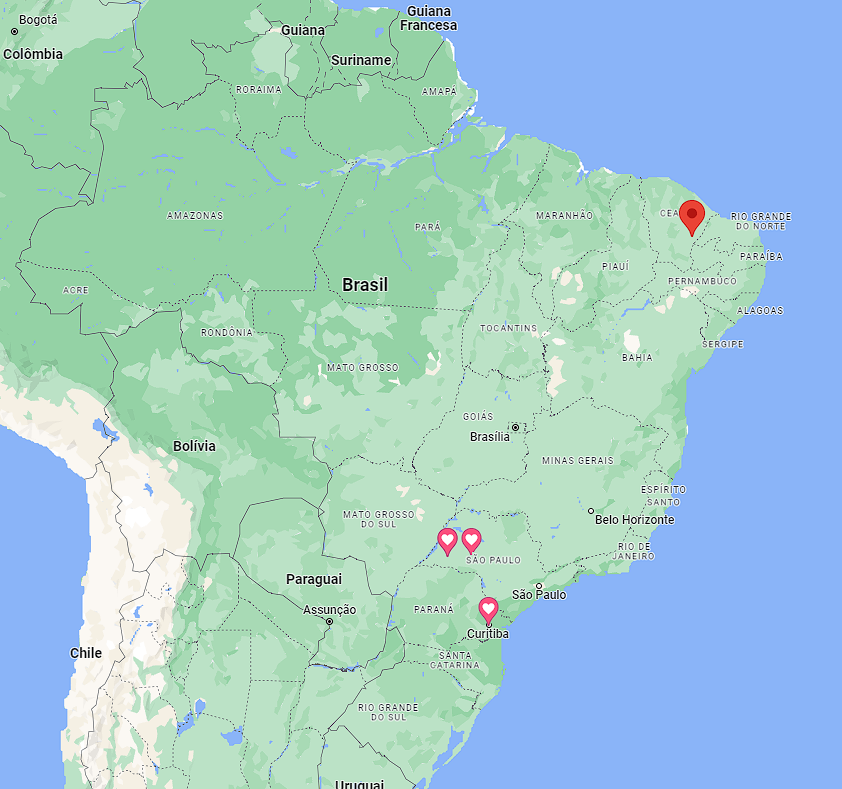 Bogotá
Colômbia
Guiana
Guiana
Francesa
Suriname
RORAIMA
AMAPÁ
AMAZONAS
PARÁ
MARANHÃO
CEA
RIO GRANDE
DO NORTE
PARAÍBA
PIAUÍ
PERNAMBUCO
ACRE
Brasil
ALAGOAS
RONDÔNIA
TOCANTINS
SERGIPE
MATO GROSSO
BAHIA
GOIÁS
Brasília
Bolívia
MINAS GERAIS
ESPÍRITO
SANTO
MATO GROSSO
DO SUL
Belo Horizonte
RIO DE
JANEIRO
SÃO PAULO
Paraguai
São Paulo
Assunção
PARANÁ
Curitiba
Chile
SANTA
CATARINA
RIO GRANDE
DO SUL
Uruguai